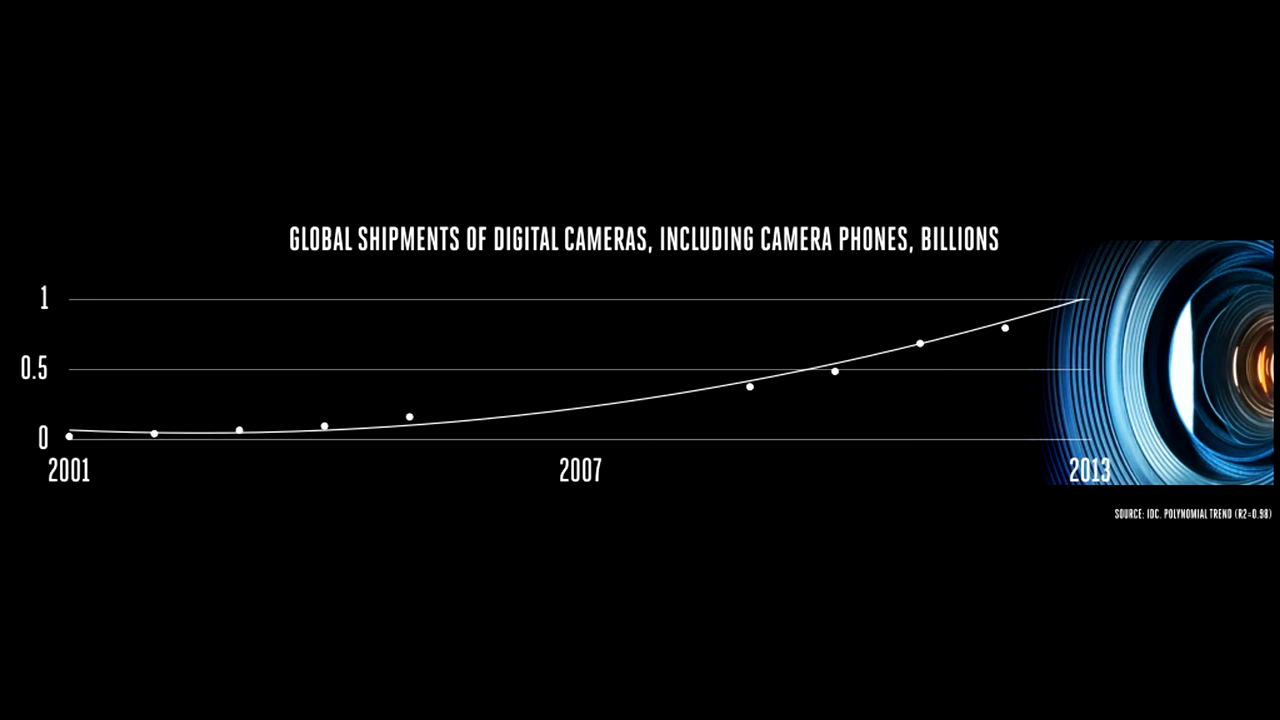 GLOBAL SHIPMENTS OF DIGITAL CAMERAS, INCLUDING CAMERA PHONES, BILLIONS
1
0.5
0
2001 2007 2013
SOURCE: IDC. POLYNOMIAL TREND (R2=0.98)